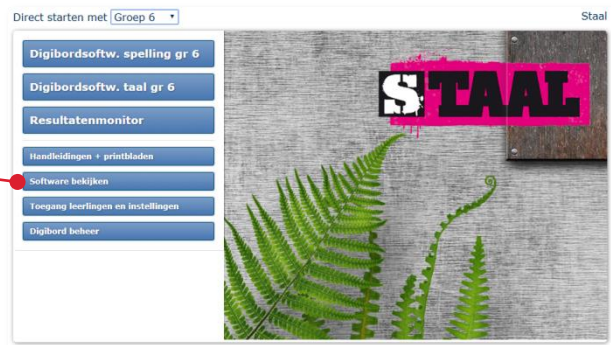 Direct starten met Groep 6
Staal
Digibordsoftw. spelling gr 6
Digibordsoftw. taal gr 6
Resultatenmonitor
Handleidingen + printbladen
Software bekijken
Toegang leerlingen en instellingen
Digibord beheer
STAAL